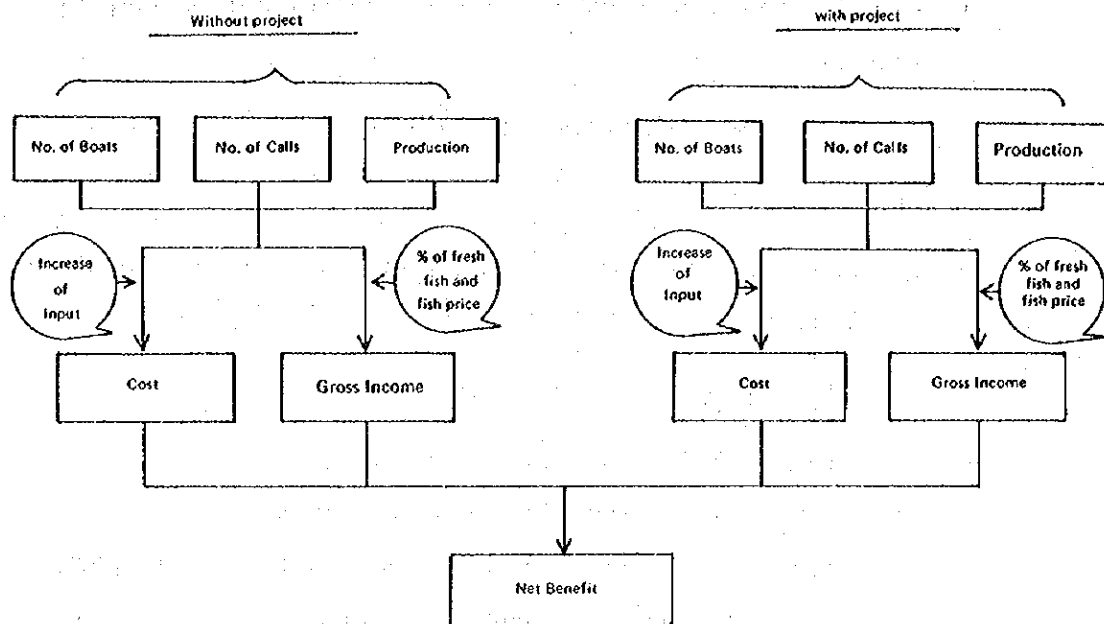 Without project
with project
No. of Boats
No. of Calls
Production
No. of Boats
No. of Calls
Production
Increase
of
Input
% of fresh
fish and
fish price
Increase
of
Input
% of fresh
fish and
fish price
Cost
Gross Income
Cost
Gross Income
Net Benefit